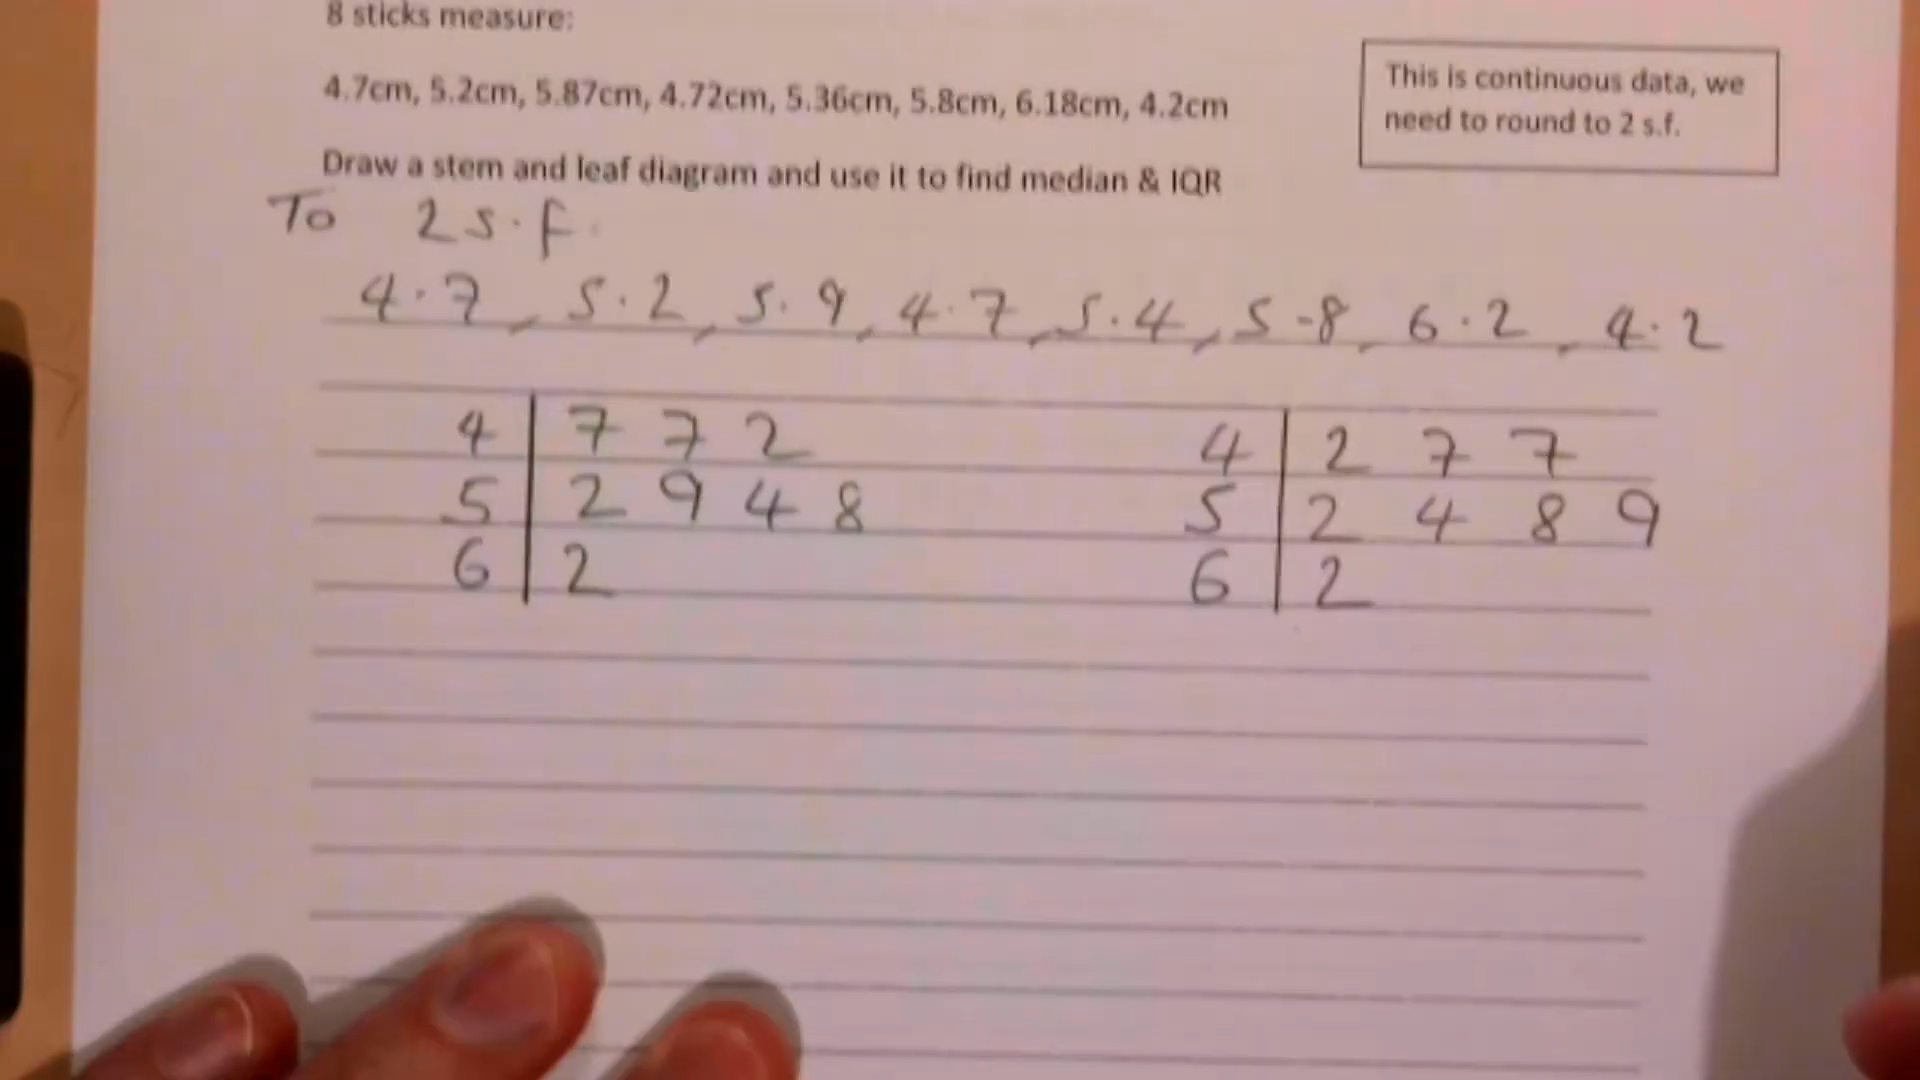 8 sticks measure:
4.7cm, 5.2cm, 5.87cm, 4.72cm, 5.36cm, 5.8cm, 6.18cm, 4.2cm
This is continuous data, we
need to round to 2 s.f.
Draw a stem and leaf diagram and use it to find median & IQR
To 2 s.f.
4.7, 5.2, 5.9, 4.7, 5.4, 5.8, 6.2, 4.2
4 | 7 7 2
5 | 2 9 4 8
6 | 2
4 | 2 7 7
5 | 2 4 8 9
6 | 2